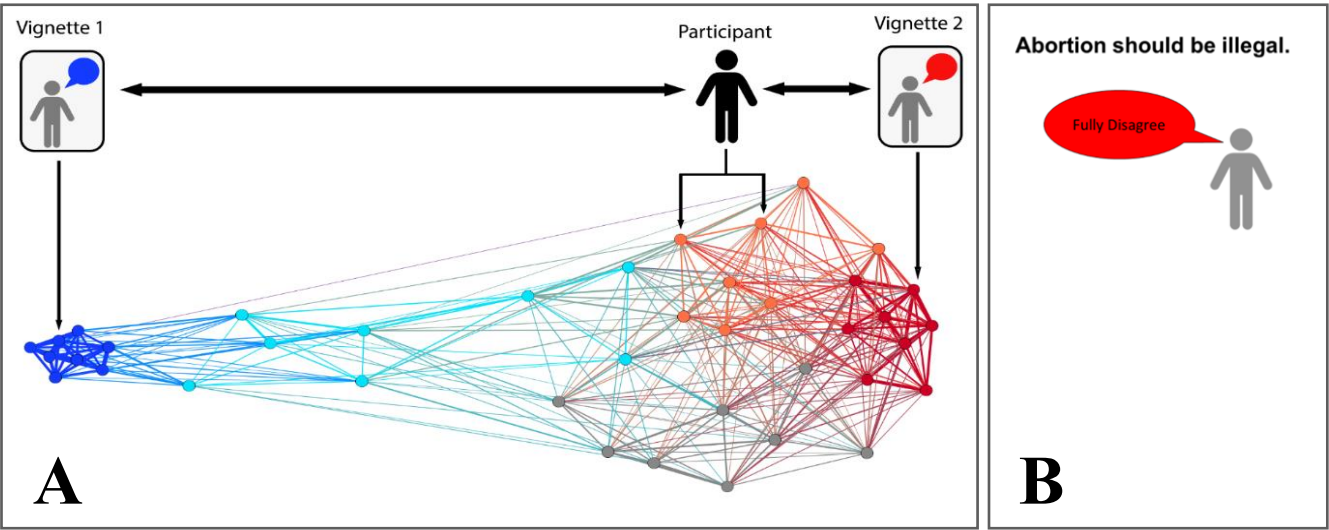 Vignette 1
Participant
Vignette 2
A
Abortion should be illegal.
Fully Disagree
B